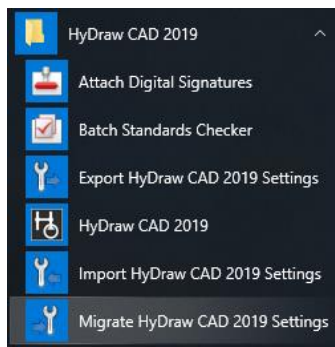 HyDraw CAD 2019
Attach Digital Signatures
Batch Standards Checker
Export HyDraw CAD 2019 Settings
HyDraw CAD 2019
Import HyDraw CAD 2019 Settings
Migrate HyDraw CAD 2019 Settings